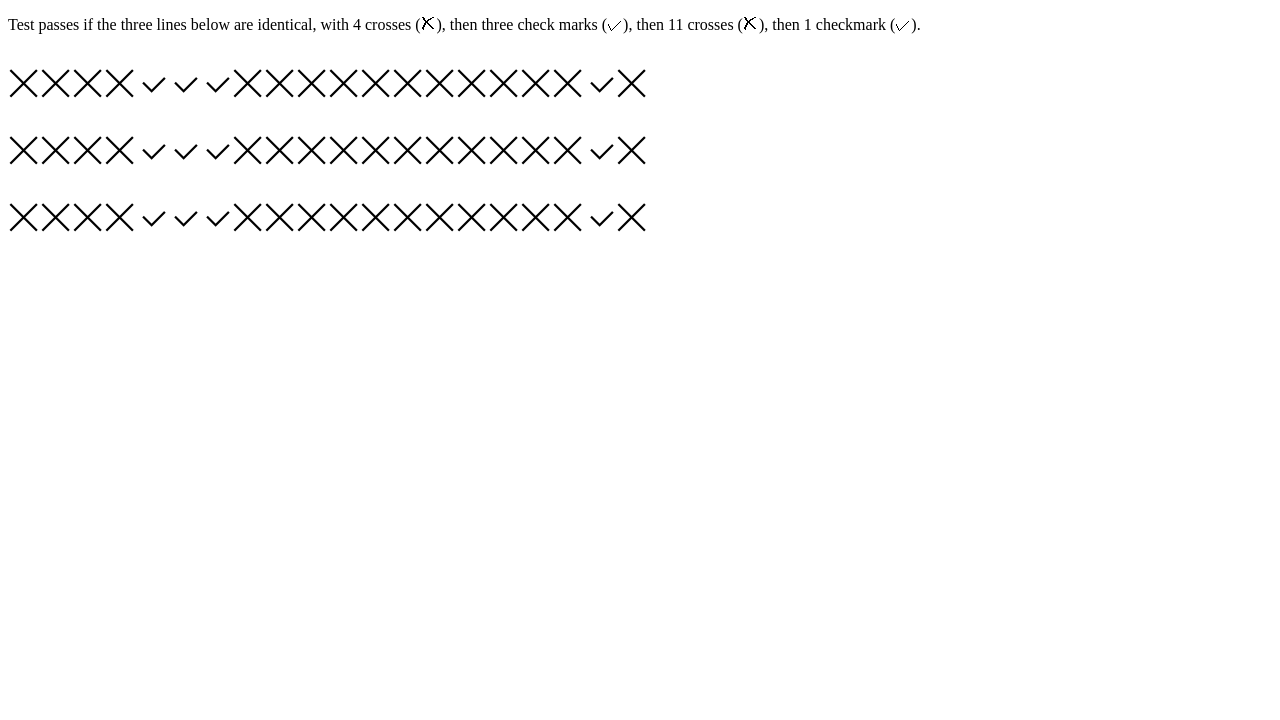 Test passes if the three lines below are identical, with 4 crosses (✗), then three check marks (✓), then 11 crosses (✗), then 1 checkmark (✓).
✗✗✗✗✓✓✓✗✗✗✗✗✗✗✗✗✗✗✓✗
✗✗✗✗✓✓✓✗✗✗✗✗✗✗✗✗✗✗✓✗
✗✗✗✗✓✓✓✗✗✗✗✗✗✗✗✗✗✗✓✗